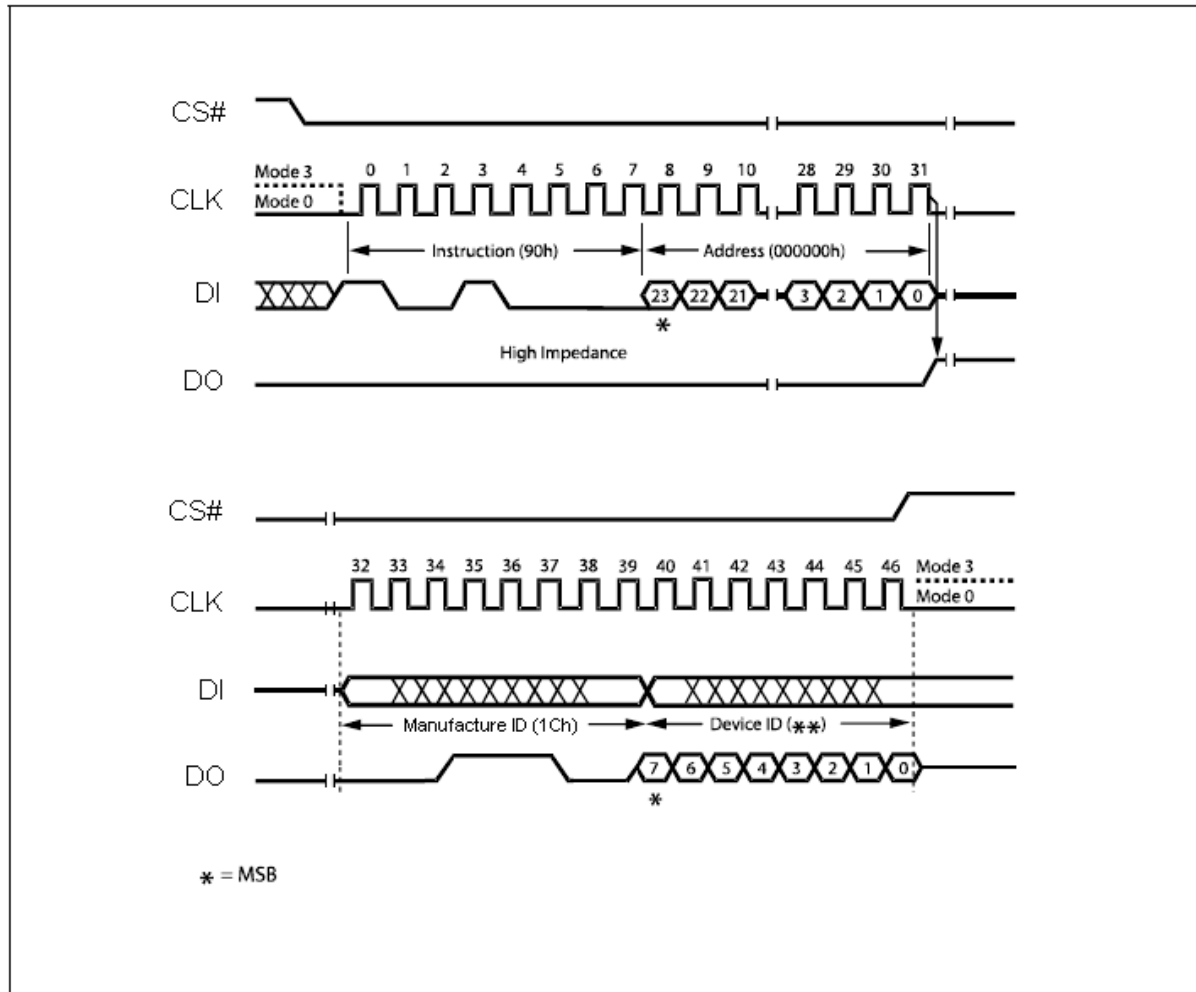 CS#
Mode 3
0 1 2 3 4 5 6 7 8 9 10 28 29 30 31
CLK
Mode 0
Instruction (90h) Address (000000h)
DI
23 22 21 3 2 1 0
*
High Impedance
DO
CS#
32 33 34 35 36 37 38 39 40 41 42 43 44 45 46 Mode 3
CLK
Mode 0
DI
Manufacture ID (1Ch) Device ID (**)
DO
7 6 5 4 3 2 1 0
*
* = MSB